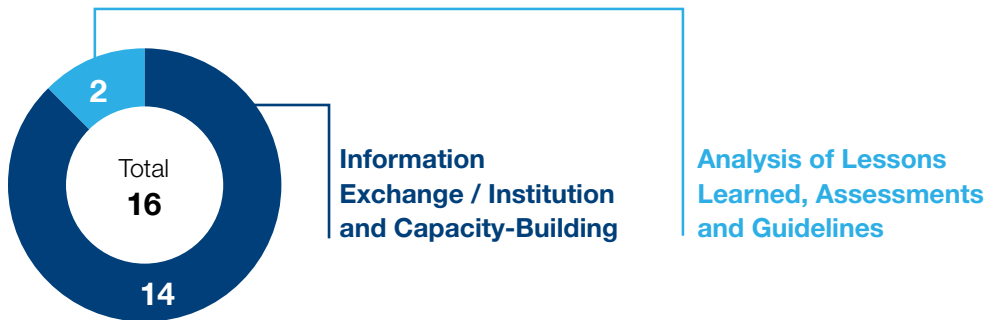 2
Total
16
14
Information
Exchange / Institution
and Capacity-Building
Analysis of Lessons
Learned, Assessments
and Guidelines